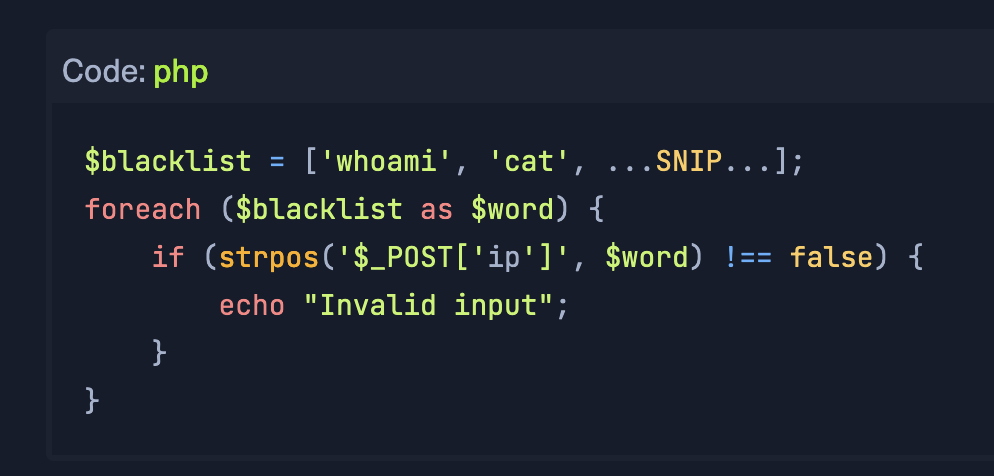 Code: php
$blacklist = ['whoami', 'cat', ...SNIP...];
foreach ($blacklist as $word) {
    if (strpos('$_POST['ip']', $word) !== false) {
        echo "Invalid input";
    }
}